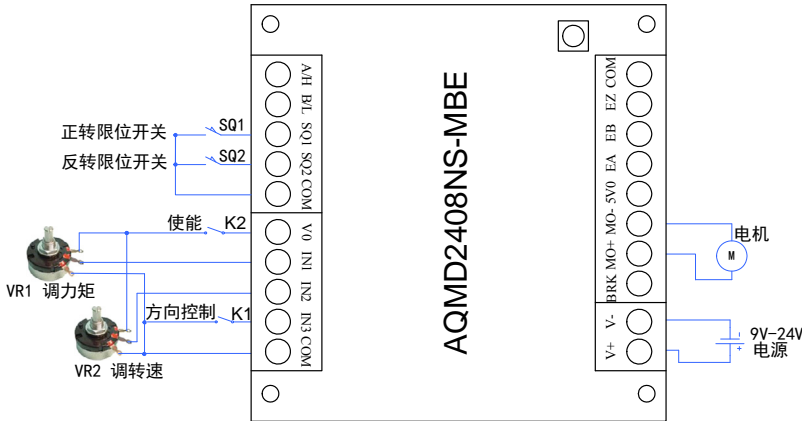 A/H
B/L
SQ1
SQ2
COM
正转限位开关
SQ1
反转限位开关
SQ2
使能
K2
VR1 调力矩
方向控制
K1
VR2 调转速
V0
IN1
IN2
IN3
COM
AQMD2408NS-MBE
COM
EZ
EB
EA
5V0
MO-
MO+
BRK
V-
V+
电机
M
-
+
9V-24V
电源